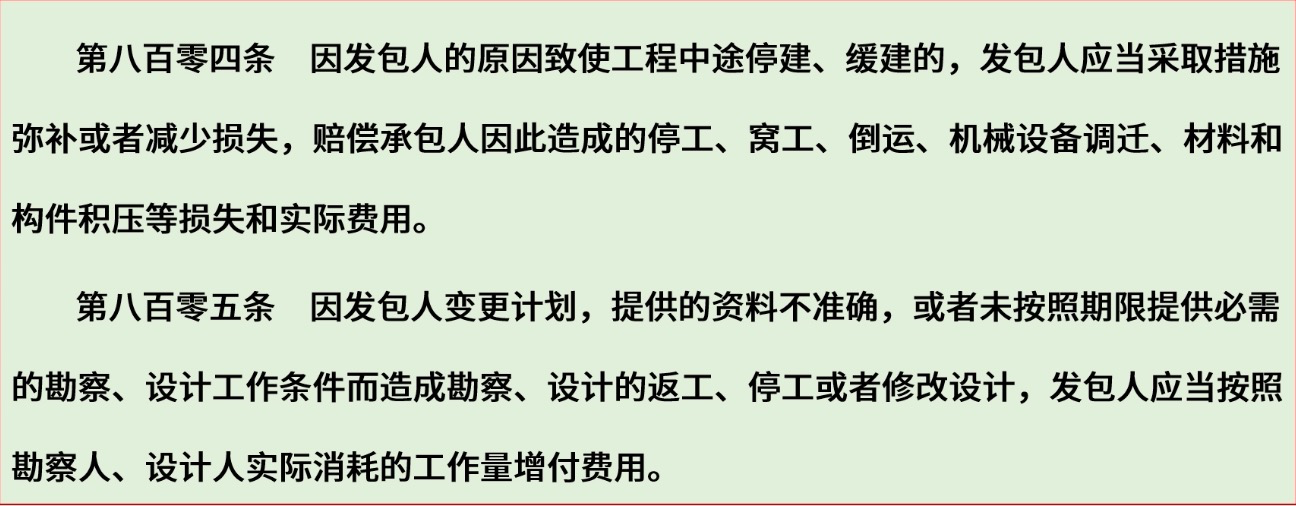 第八百零四条　因发包人的原因致使工程中途停建、缓建的，发包人应当采取措施
弥补或者减少损失，赔偿承包人因此造成的停工、窝工、倒运、机械设备调迁、材料和
构件积压等损失和实际费用。
第八百零五条　因发包人变更计划，提供的资料不准确，或者未按照期限提供必需
的勘察、设计工作条件而造成勘察、设计的返工、停工或者修改设计，发包人应当按照
勘察人、设计人实际消耗的工作量增付费用。